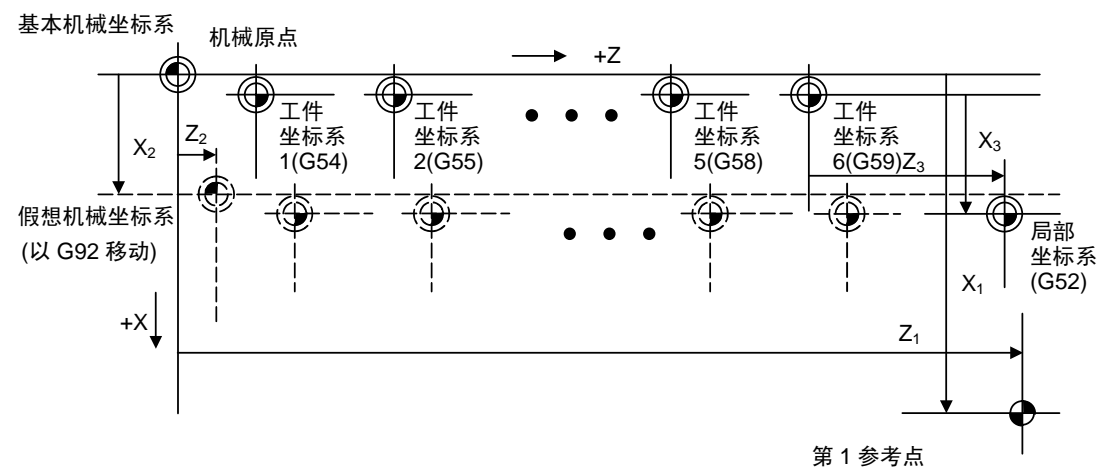 基本机械坐标系
机械原点
+Z
工件
坐标系
1(G54)
工件
坐标系
2(G55)
工件
坐标系
5(G58)
工件
坐标系
6(G59)
Z₃
X₂
Z₂
X₃
假想机械坐标系
(以 G92 移动)
局部
坐标系
(G52)
X₁
+X
Z₁
第 1 参考点